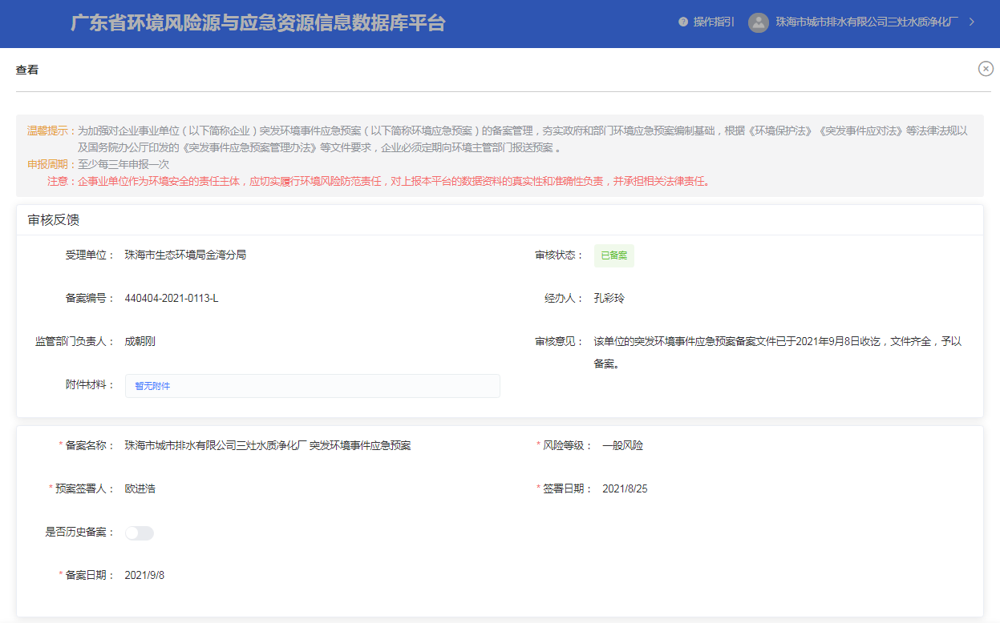 广东省环境风险源与应急资源信息数据库平台
操作指引 珠海市城市排水有限公司三灶水质净化厂
查看
温馨提示：为加强对企业事业单位（以下简称企业）突发环境事件应急预案（以下简称环境应急预案）的备案管理，夯实政府和部门环境应急预案编制基础，根据《环境保护法》《突发事件应对法》等法律法规以
及国务院办公厅印发的《突发事件应急预案管理办法》等文件要求，企业必须定期向环境主管部门报送预案 。
申报周期：至少每三年申报一次
注意：企事业单位作为环境安全的责任主体，应切实履行环境风险防范责任，对上报本平台的数据资料的真实性和准确性负责，并承担相关法律责任。
审核反馈
受理单位： 珠海市生态环境局金湾分局 审核状态： 已备案
备案编号： 440404-2021-0113-L 经办人： 孔彩玲
监管部门负责人： 成朝刚 审核意见： 该单位的突发环境事件应急预案备案文件已于2021年9月8日收讫，文件齐全，予以
备案。
附件材料： 暂无附件
* 备案名称： 珠海市城市排水有限公司三灶水质净化厂 突发环境事件应急预案 * 风险等级： 一般风险
* 预案签署人： 欧进浩 * 签署日期： 2021/8/25
是否历史备案：
* 备案日期： 2021/9/8